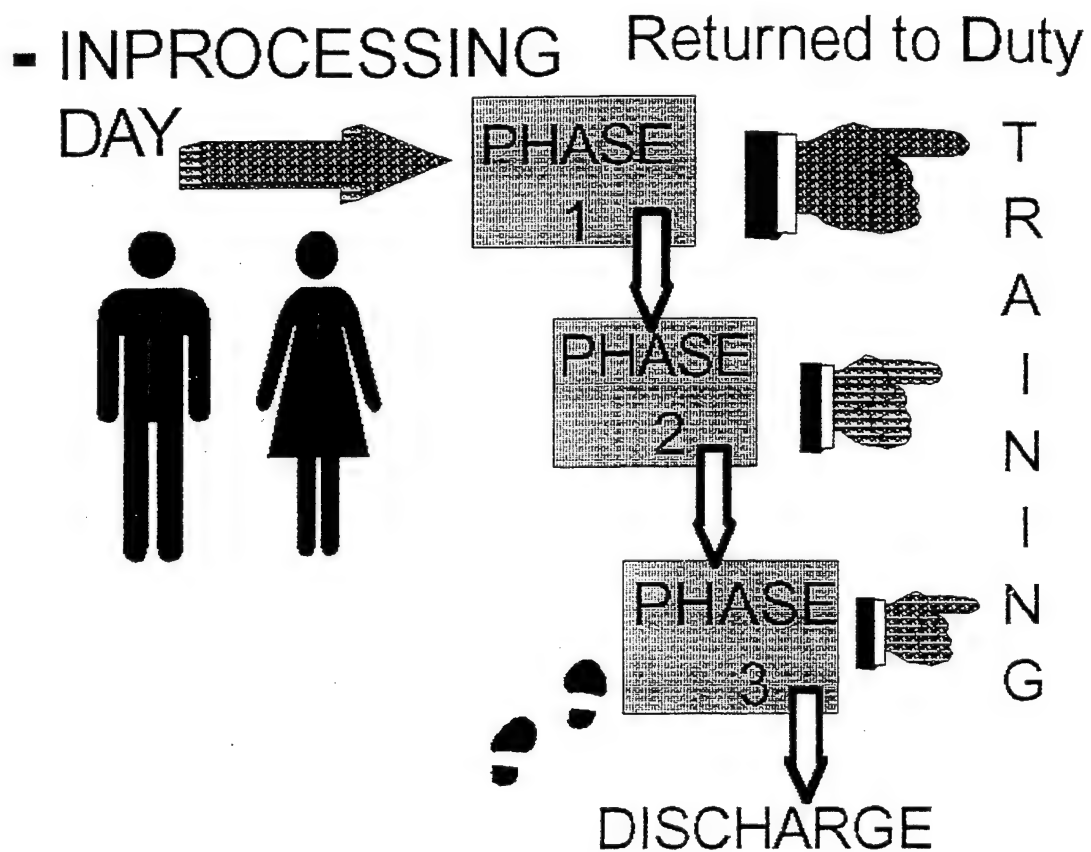 - INPROCESSING
DAY
Returned to Duty
PHASE
1
PHASE
2
PHASE
3
DISCHARGE
T
R
A
I
N
I
N
G